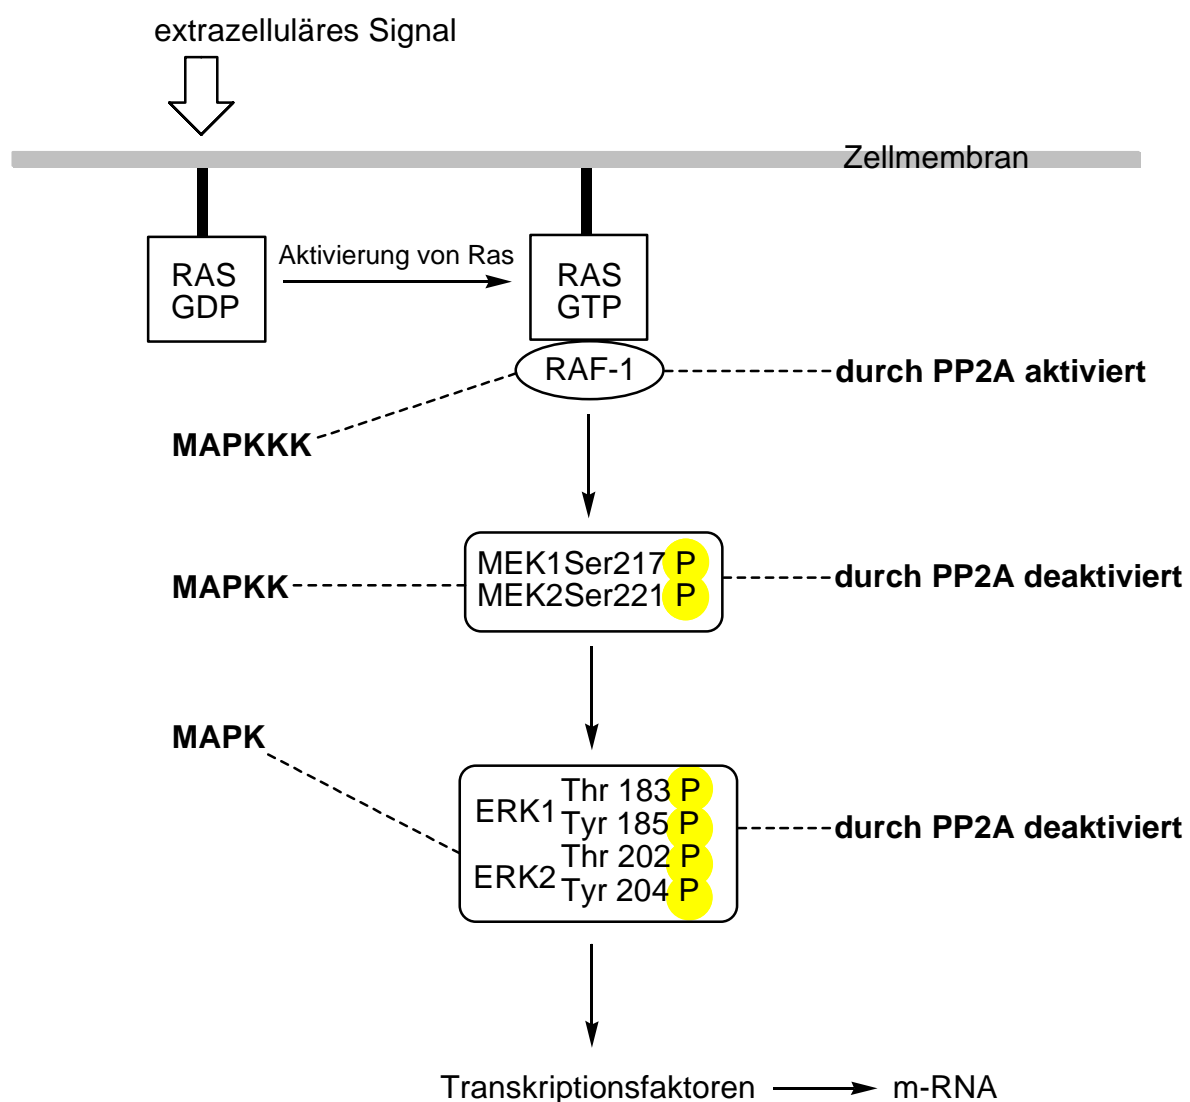 extrazelluläres Signal
Zellmembran
Aktivierung von Ras
RAS
GDP
RAS
GTP
RAF-1
durch PP2A aktiviert
MAPKKK
MEK1Ser217 P
MEK2Ser221 P
MAPKK
durch PP2A deaktiviert
MAPK
ERK1
Thr 183 P
Tyr 185 P
ERK2
Thr 202 P
Tyr 204 P
durch PP2A deaktiviert
Transkriptionsfaktoren
m-RNA